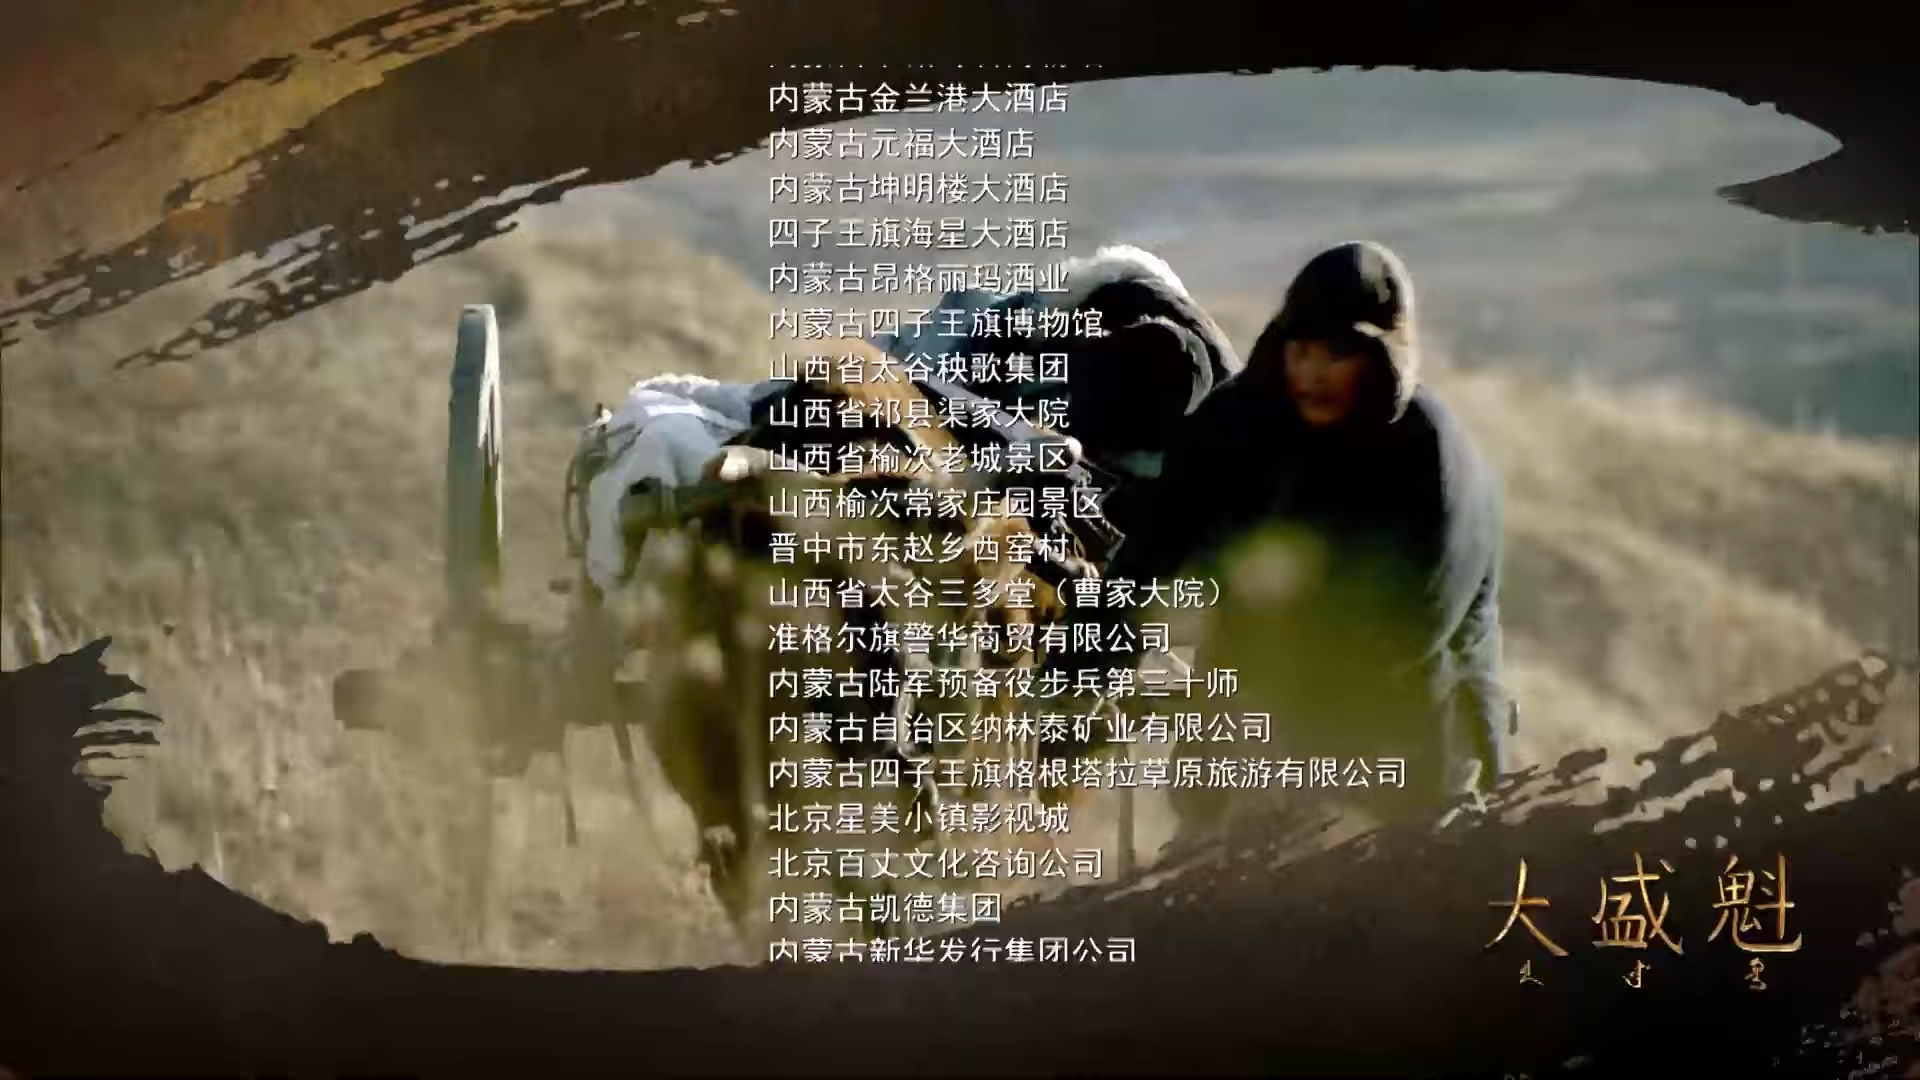 内蒙古金兰港大酒店
内蒙古元福大酒店
内蒙古坤明楼大酒店
四子王旗海星大酒店
内蒙古昂格丽玛酒业
内蒙古四子王旗博物馆
山西省太谷秧歌集团
山西省祁县渠家大院
山西省榆次老城景区
山西榆次常家庄园景区
晋中市东赵乡西窑村
山西省太谷三多堂（曹家大院）
准格尔旗警华商贸有限公司
内蒙古陆军预备役步兵第三十师
内蒙古自治区纳林泰矿业有限公司
内蒙古四子王旗格根塔拉草原旅游有限公司
北京星美小镇影视城
北京百丈文化咨询公司
内蒙古凯德集团
内蒙古新华发行集团公司
大盛魁